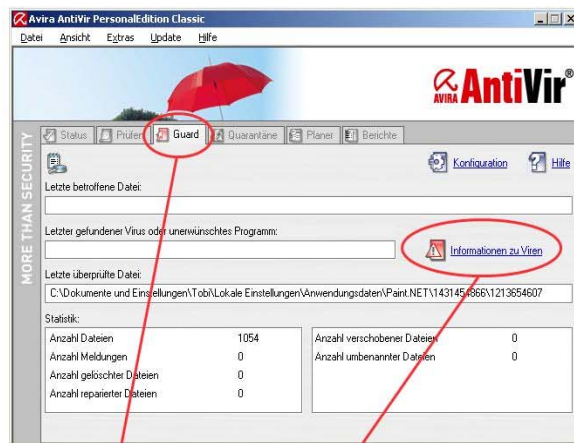 Avira AntiVir PersonalEdition Classic
Datei Ansicht Extras Update Hilfe
AVIRA AntiVir®
MORE THAN SECURITY
Status Prüfer Guard Quarantäne Planer Berichte
Konfiguration Hilfe
Letzte betroffene Datei:
Letzter gefundener Virus oder unerwünschtes Programm:
Informationen zu Viren
Letzte überprüfte Datei:
C:\Dokumente und Einstellungen\Tobi\Lokale Einstellungen\Anwendungsdaten\Paint.NET\1431454866\1213654607
Statistik:
Anzahl Dateien 1054
Anzahl Meldungen 0
Anzahl gelöschter Dateien 0
Anzahl reparierter Dateien 0
Anzahl verschobener Dateien 0
Anzahl umbenannter Dateien 0